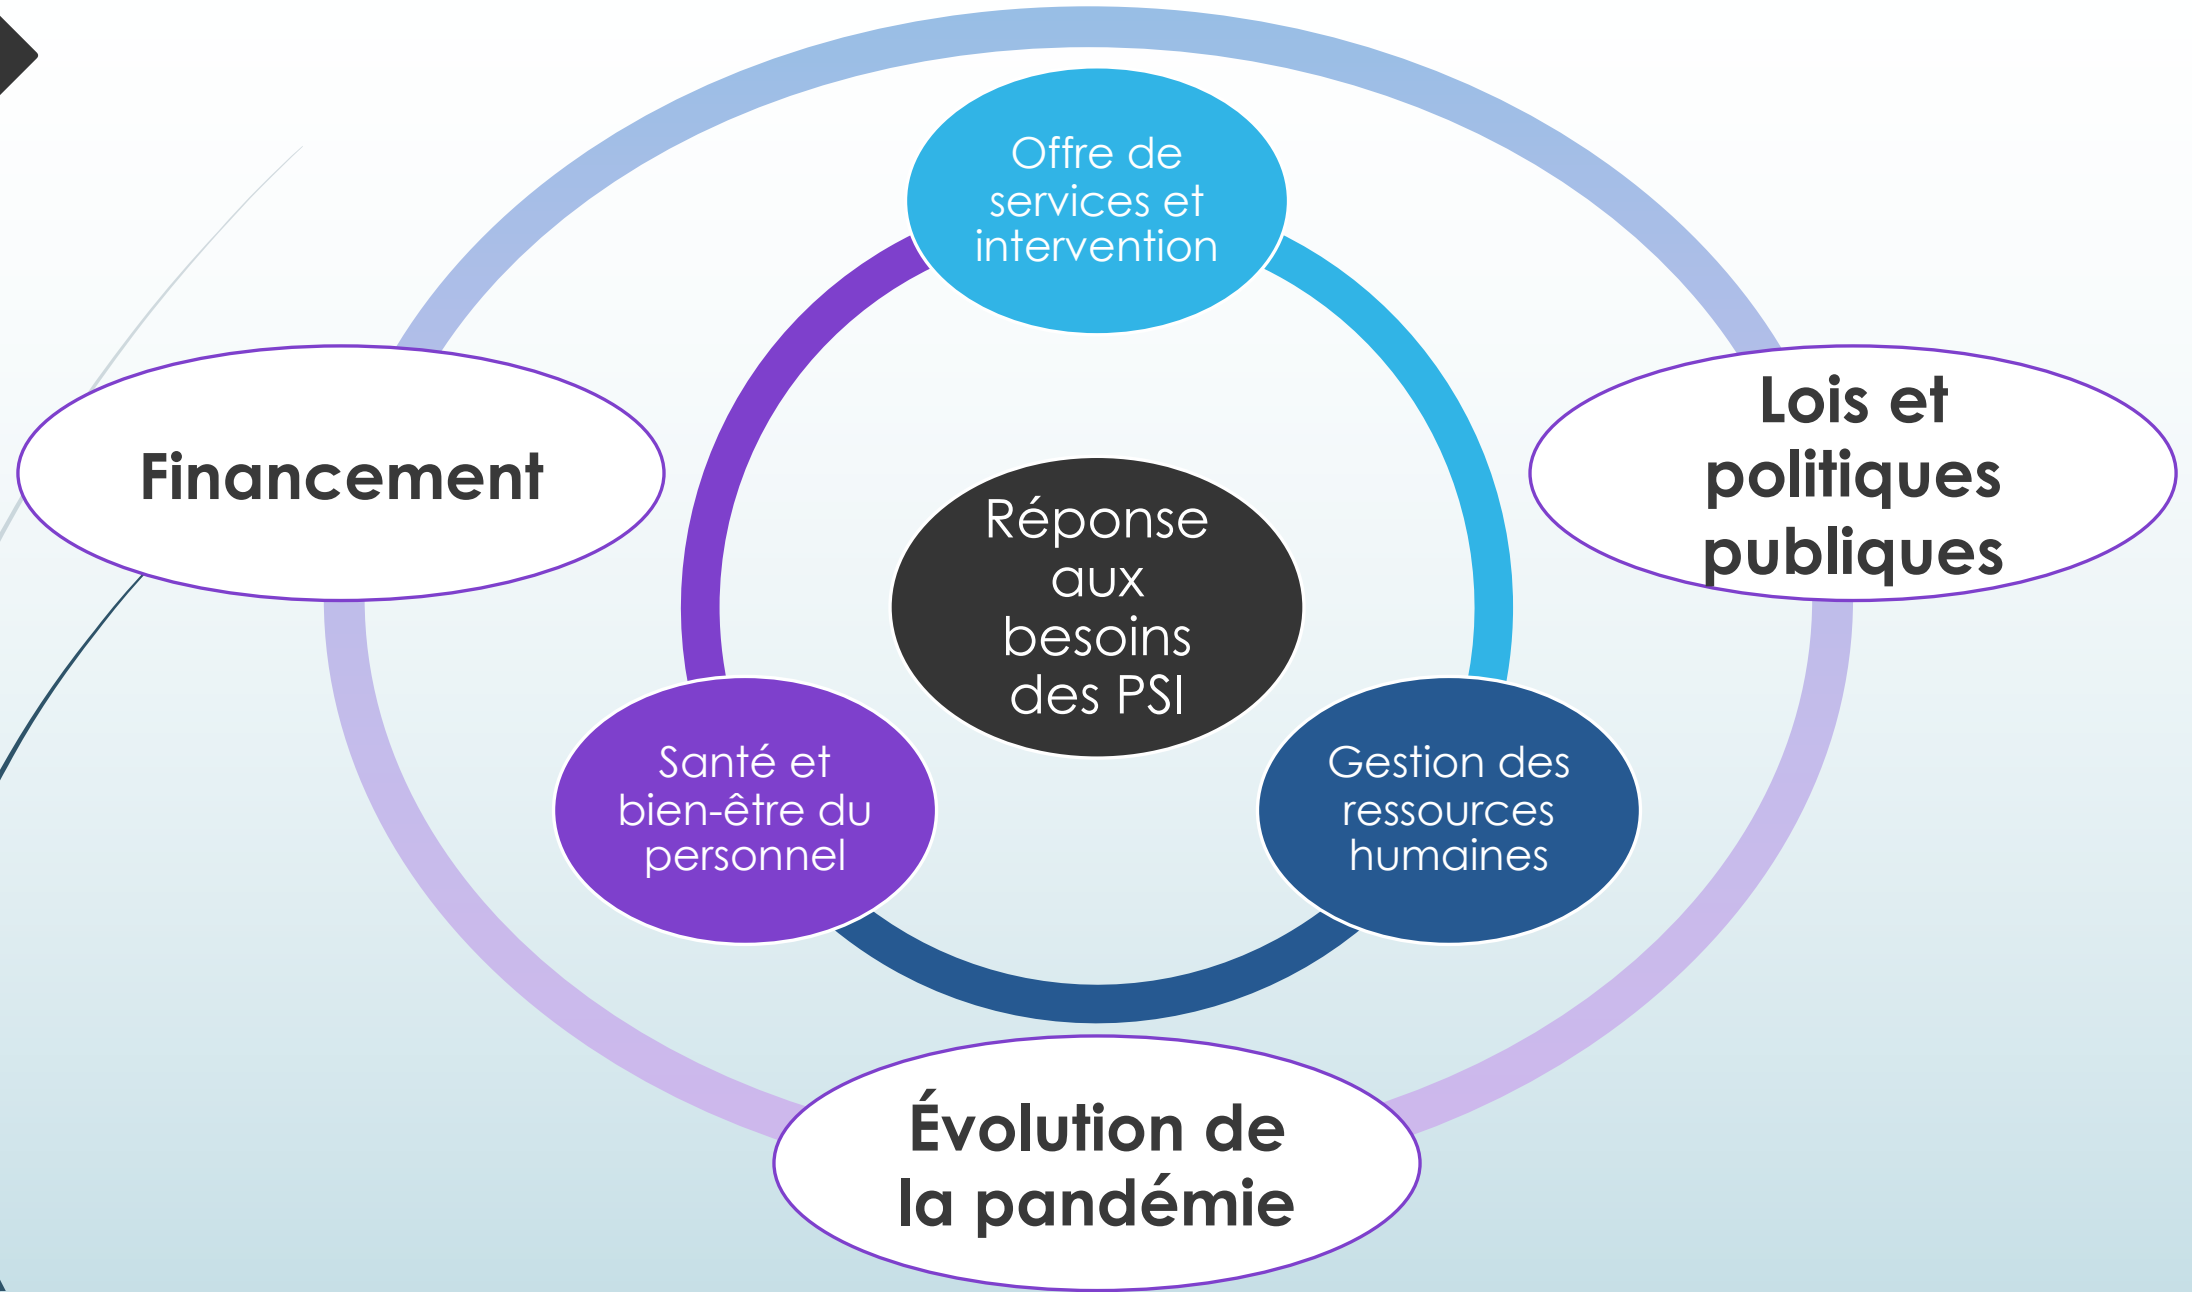 Offre de
services et
intervention
Financement
Lois et
politiques
publiques
Réponse
aux
besoins
des PSI
Santé et
bien-être du
personnel
Gestion des
ressources
humaines
Évolution de
la pandémie